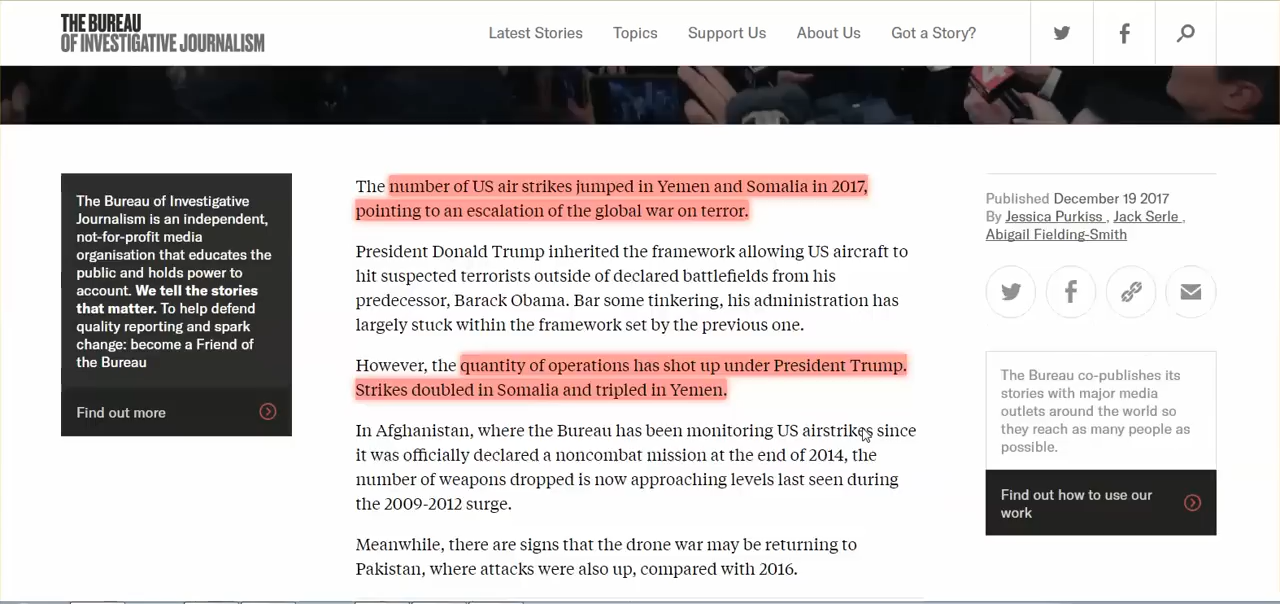 THE BUREAU
OF INVESTIGATIVE JOURNALISM
Latest Stories
Topics
Support Us
About Us
Got a Story?
The Bureau of Investigative
Journalism is an independent,
not-for-profit media
organisation that educates the
public and holds power to
account. We tell the stories
that matter. To help defend
quality reporting and spark
change: become a Friend of
the Bureau
Find out more
The number of US air strikes jumped in Yemen and Somalia in 2017,
pointing to an escalation of the global war on terror.
President Donald Trump inherited the framework allowing US aircraft to
hit suspected terrorists outside of declared battlefields from his
predecessor, Barack Obama. Bar some tinkering, his administration has
largely stuck within the framework set by the previous one.
However, the quantity of operations has shot up under President Trump.
Strikes doubled in Somalia and tripled in Yemen.
In Afghanistan, where the Bureau has been monitoring US airstrikes since
it was officially declared a noncombat mission at the end of 2014, the
number of weapons dropped is now approaching levels last seen during
the 2009-2012 surge.
Meanwhile, there are signs that the drone war may be returning to
Pakistan, where attacks were also up, compared with 2016.
Published December 19 2017
By Jessica Purkiss , Jack Serle ,
Abigail Fielding-Smith
The Bureau co-publishes its
stories with major media
outlets around the world so
they reach as many people as
possible.
Find out how to use our
work